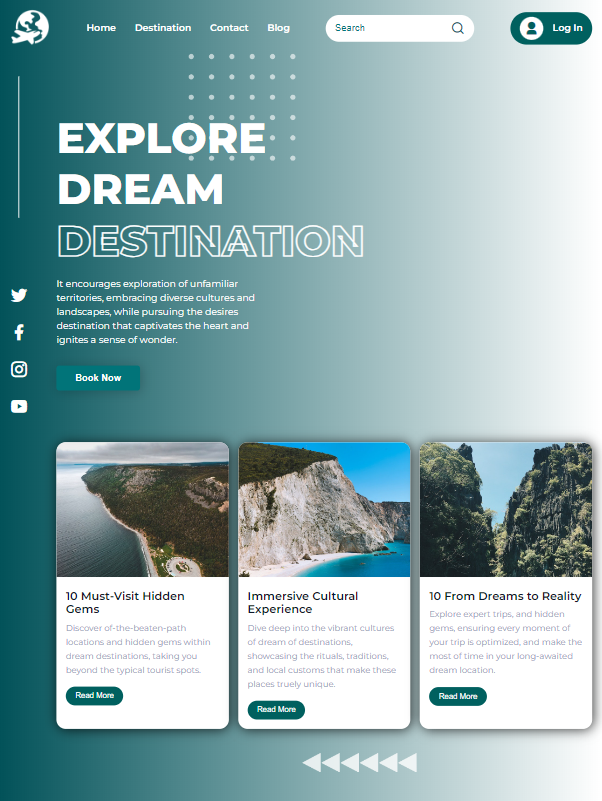 Home Destination Contact Blog Search Log In
EXPLORE
DREAM
DESTINATION
It encourages exploration of unfamiliar
territories, embracing diverse cultures and
landscapes, while pursuing the desires
destination that captivates the heart and
ignites a sense of wonder.
Book Now
10 Must-Visit Hidden
Gems
Discover of-the-beaten-path
locations and hidden gems within
dream destinations, taking you
beyond the typical tourist spots.
Read More
Immersive Cultural
Experience
Dive deep into the vibrant cultures
of dream of destinations,
showcasing the rituals, traditions,
and local customs that make these
places truely unique.
Read More
10 From Dreams to Reality
Explore expert trips, and hidden
gems, ensuring every moment of
your trip is optimized, and make the
most of time in your long-awaited
dream location.
Read More